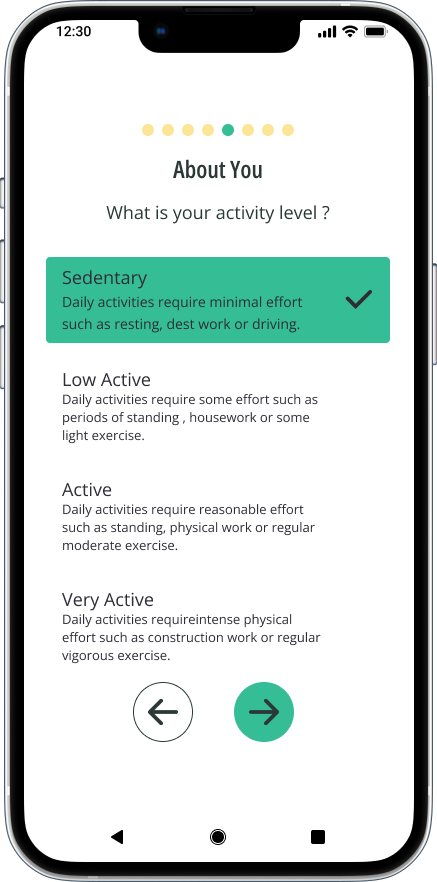 12:30
About You
What is your activity level ?
Sedentary
Daily activities require minimal effort
such as resting, dest work or driving.
Low Active
Daily activities require some effort such as
periods of standing , housework or some
light exercise.
Active
Daily activities require reasonable effort
such as standing, physical work or regular
moderate exercise.
Very Active
Daily activities requireintense physical
effort such as construction work or regular
vigorous exercise.